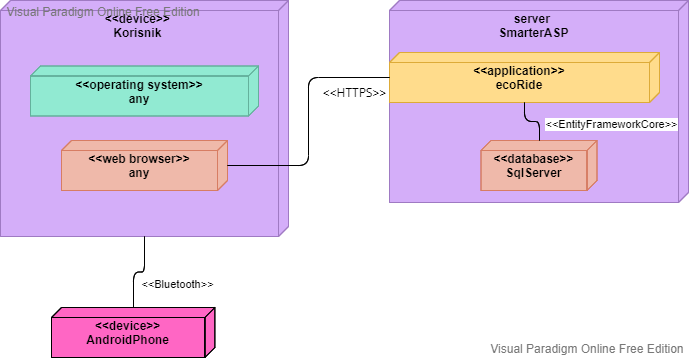 Visual Paradigm Online Free Edition
<<device>>
Korisnik
<<operating system>>
any
<<web browser>>
any
<<HTTPS>>
server
SmarterASP
<<application>>
ecoRide
<<EntityFrameworkCore>>
<<database>>
SqlServer
<<Bluetooth>>
<<device>>
AndroidPhone
Visual Paradigm Online Free Edition